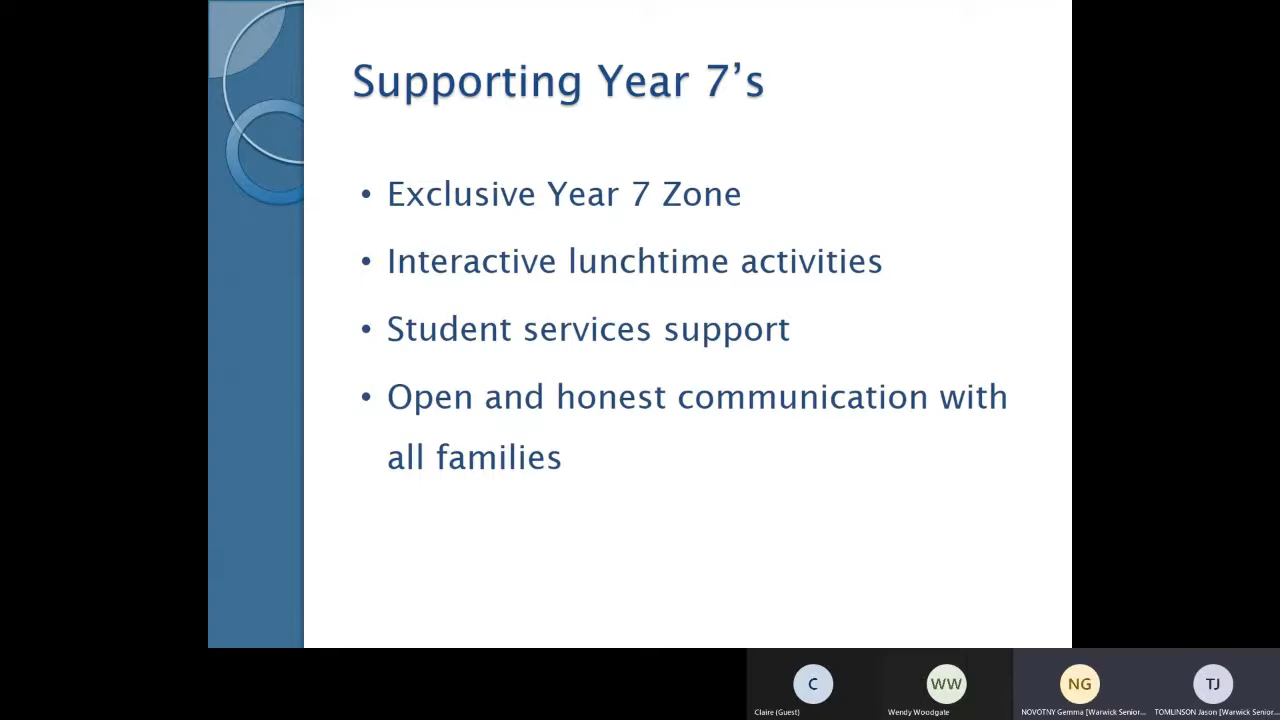 Supporting Year 7’s
• Exclusive Year 7 Zone
• Interactive lunchtime activities
• Student services support
• Open and honest communication with
all families
C
WW
NG
TJ
Claire (Guest)
Wendy Woodgate
NOVOTNY Gemma [Warwick Senior...
TOMLINSON Jason [Warwick Senior...